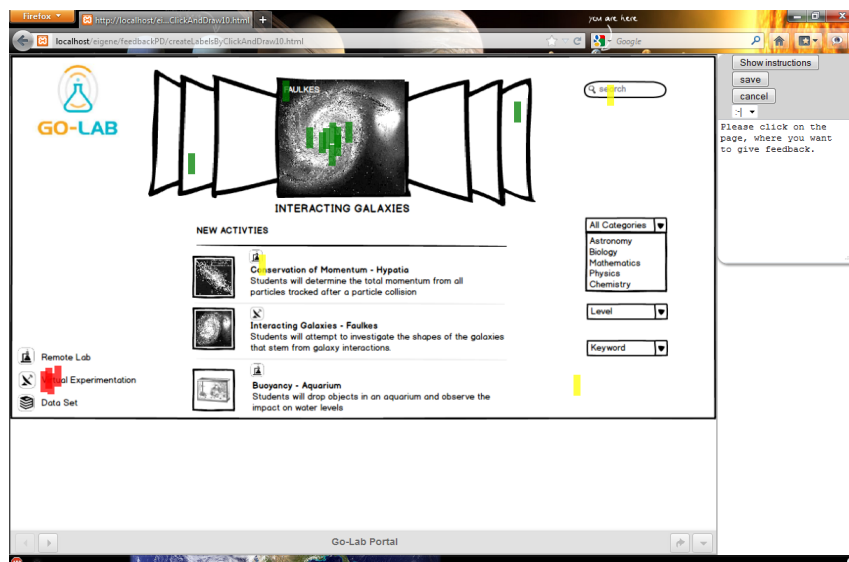 Firefox
http://localhost/ei...ClickAndDraw10.html
you are here
localhost/eigene/feedbackPD/createLabelsByClickAndDraw10.html
Google
Show instructions
save
cancel
:-|
Please click on the
page, where you want
to give feedback.
GO-LAB
FAULKES
search
INTERACTING GALAXIES
NEW ACTIVTIES
All Categories
Astronomy
Biology
Mathematics
Physics
Chemistry
Level
Keyword
Conservation of Momentum - Hypatia
Students will determine the total momentum from all
particles tracked after a particle collision
Interacting Galaxies - Faulkes
Students will attempt to investigate the shapes of the galaxies
that stem from galaxy interactions.
Buoyancy - Aquarium
Students will drop objects in an aquarium and observe the
impact on water levels
Remote Lab
Virtual Experimentation
Data Set
Go-Lab Portal